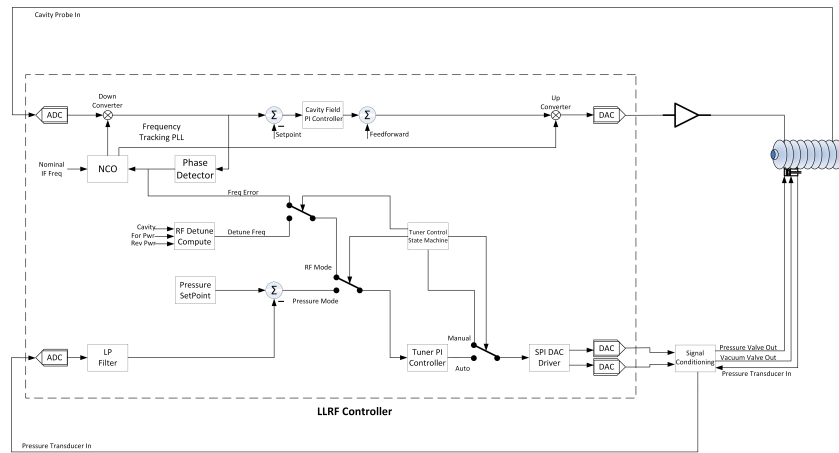 Cavity Probe In
ADC
Down
Converter
Frequency
Tracking PLL
Σ
Setpoint
Cavity Field
PI Controller
Σ
Feedforward
Up
Converter
DAC
Nominal
IF Freq
NCO
Phase
Detector
Freq Error
Cavity
For Pwr
Rev Pwr
RF Detune
Compute
Detune Freq
Tuner Control
State Machine
RF Mode
Pressure
SetPoint
Σ
Pressure Mode
ADC
LP
Filter
Tuner PI
Controller
Manual
Auto
SPI DAC
Driver
DAC
DAC
Signal
Conditioning
Pressure Valve Out
Vacuum Valve Out
Pressure Transducer In
LLRF Controller
Pressure Transducer In